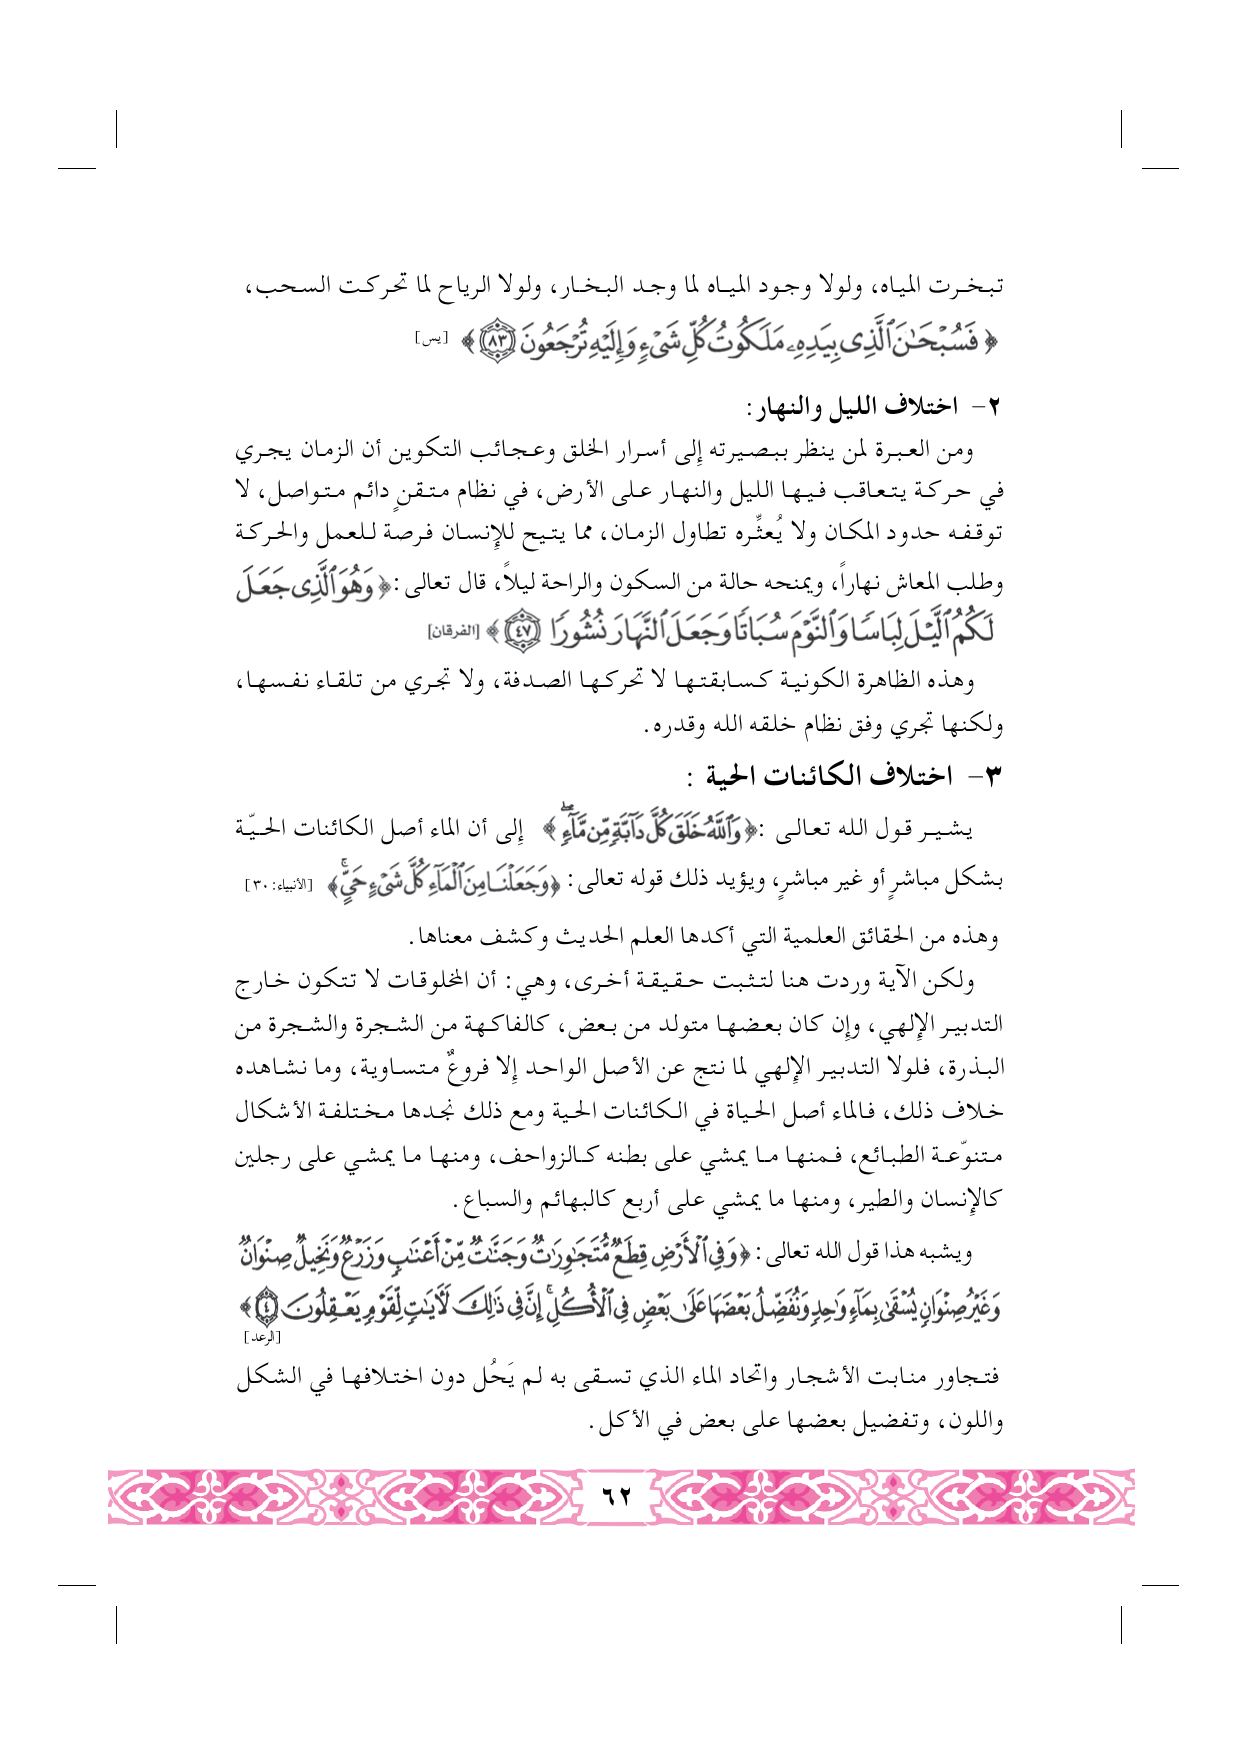 تبخرت المياه، ولولا وجود المياه لما وجد البخار، ولولا الرياح لما تحركت السحب،
﴿ فَسُبْحَٰنَ ٱلَّذِى بِيَدِهِۦ مَلَكُوتُ كُلِّ شَىْءٍ وَإِلَيْهِ تُرْجَعُونَ ٨٣ ﴾ [يس]
٢- اختلاف الليل والنهار:
ومن العبرة لمن ينظر ببصيرته إلى أسرار الخلق وعجائب التكوين أن الزمان يجري
في حركة يتعاقب فيها الليل والنهار على الأرض، في نظام متقنٍ دائم متواصل، لا
توقفه حدود المكان ولا يُعثِّره تطاول الزمان، مما يتيح للإنسان فرصة للعمل والحركة
وطلب المعاش نهاراً، ويمنحه حالة من السكون والراحة ليلاً، قال تعالى: ﴿ وَهُوَ ٱلَّذِى جَعَلَ
لَكُمُ ٱلَّيْلَ لِبَاسًا وَٱلنَّوْمَ سُبَاتًا وَجَعَلَ ٱلنَّهَارَ نُشُورًا ٤٧ ﴾ [الفرقان]
وهذه الظاهرة الكونية كسابقتها لا تحركها الصدفة، ولا تجري من تلقاء نفسها،
ولكنها تجري وفق نظام خلقه الله وقدره.
٣- اختلاف الكائنات الحية :
يشير قول الله تعالى :﴿ وَٱللَّهُ خَلَقَ كُلَّ دَآبَّةٍ مِّن مَّآءٍۖ ﴾ إلى أن الماء أصل الكائنات الحيّة
بشكل مباشرٍ أو غير مباشرٍ، ويؤيد ذلك قوله تعالى: ﴿وَجَعَلْنَا مِنَ ٱلْمَآءِ كُلَّ شَىْءٍ حَىٍّۚ﴾ [الأنبياء: ٣٠]
وهذه من الحقائق العلمية التي أكدها العلم الحديث وكشف معناها.
ولكن الآية وردت هنا لتثبت حقيقة أخرى، وهي: أن المخلوقات لا تتكون خارج
التدبير الإلهي، وإن كان بعضها متولد من بعض، كالفاكهة من الشجرة والشجرة من
البذرة، فلولا التدبير الإلهي لما نتج عن الأصل الواحد إلا فروعٌ متساوية، وما نشاهده
خلاف ذلك، فالماء أصل الحياة في الكائنات الحية ومع ذلك نجدها مختلفة الأشكال
متنوّعة الطبائع، فمنها ما يمشي على بطنه كالزواحف، ومنها ما يمشي على رجلين
كالإنسان والطير، ومنها ما يمشي على أربع كالبهائم والسباع.
ويشبه هذا قول الله تعالى: ﴿وَفِى ٱلْأَرْضِ قِطَعٌ مُّتَجَٰوِرَٰتٌ وَجَنَّٰتٌ مِّنْ أَعْنَٰبٍ وَزَرْعٌ وَنَخِيلٌ صِنْوَانٌ
وَغَيْرُ صِنْوَانٍ يُسْقَىٰ بِمَآءٍ وَٰحِدٍ وَنُفَضِّلُ بَعْضَهَا عَلَىٰ بَعْضٍ فِى ٱلْأُكُلِۚ إِنَّ فِى ذَٰلِكَ لَءَايَٰتٍ لِّقَوْمٍ يَعْقِلُونَ ٤﴾
[الرعد]
فتجاور منابت الأشجار واتحاد الماء الذي تسقى به لم يَحُل دون اختلافها في الشكل
واللون، وتفضيل بعضها على بعض في الأكل.
٦٢